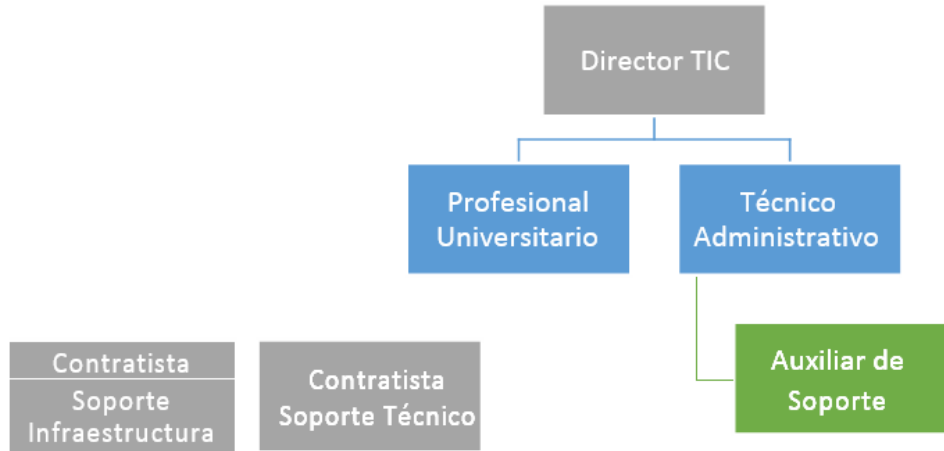 Director TIC
Profesional
Universitario
Técnico
Administrativo
Contratista
Soporte
Infraestructura
Contratista
Soporte Técnico
Auxiliar de
Soporte